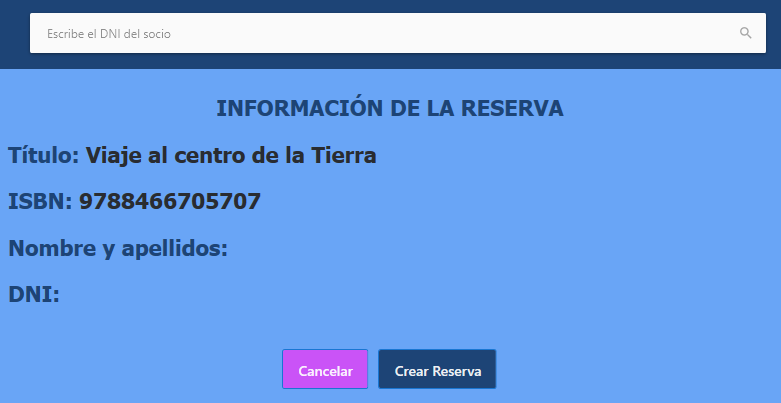 Escribe el DNI del socio
INFORMACIÓN DE LA RESERVA
Título: Viaje al centro de la Tierra
ISBN: 9788466705707
Nombre y apellidos:
DNI:
Cancelar Crear Reserva